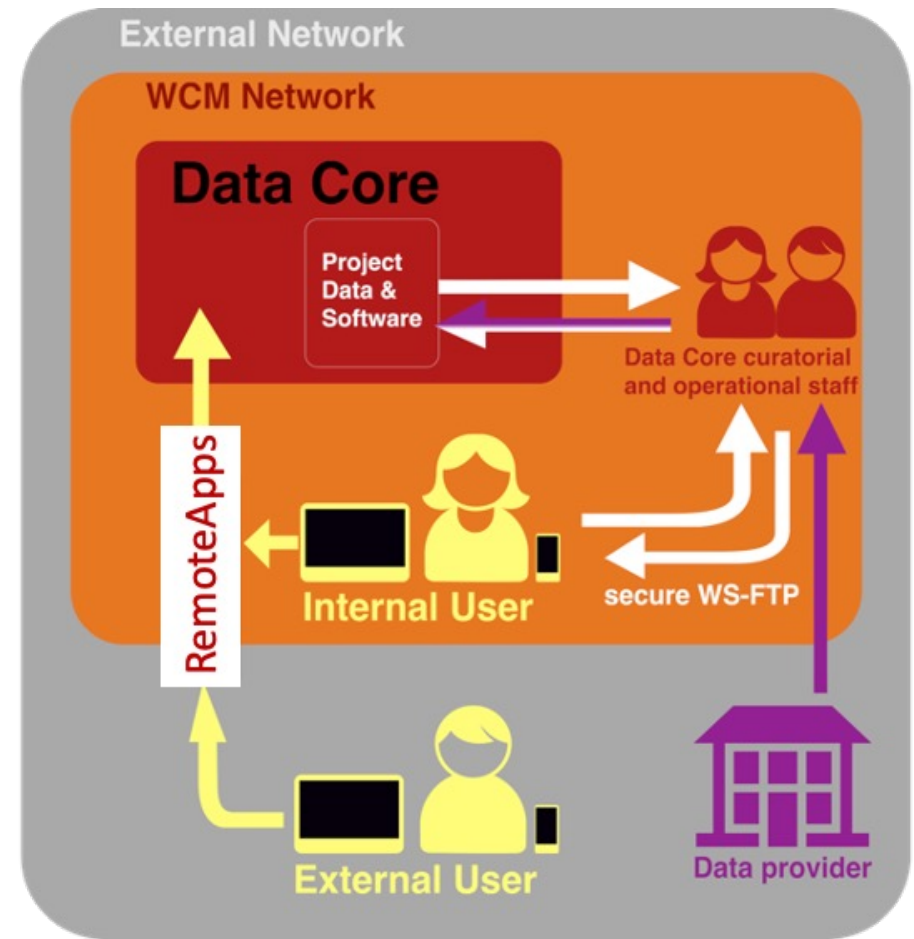 External Network
WCM Network
Data Core
Project
Data &
Software
Data Core curatorial
and operational staff
RemoteApps
Internal User
secure WS-FTP
External User
Data provider